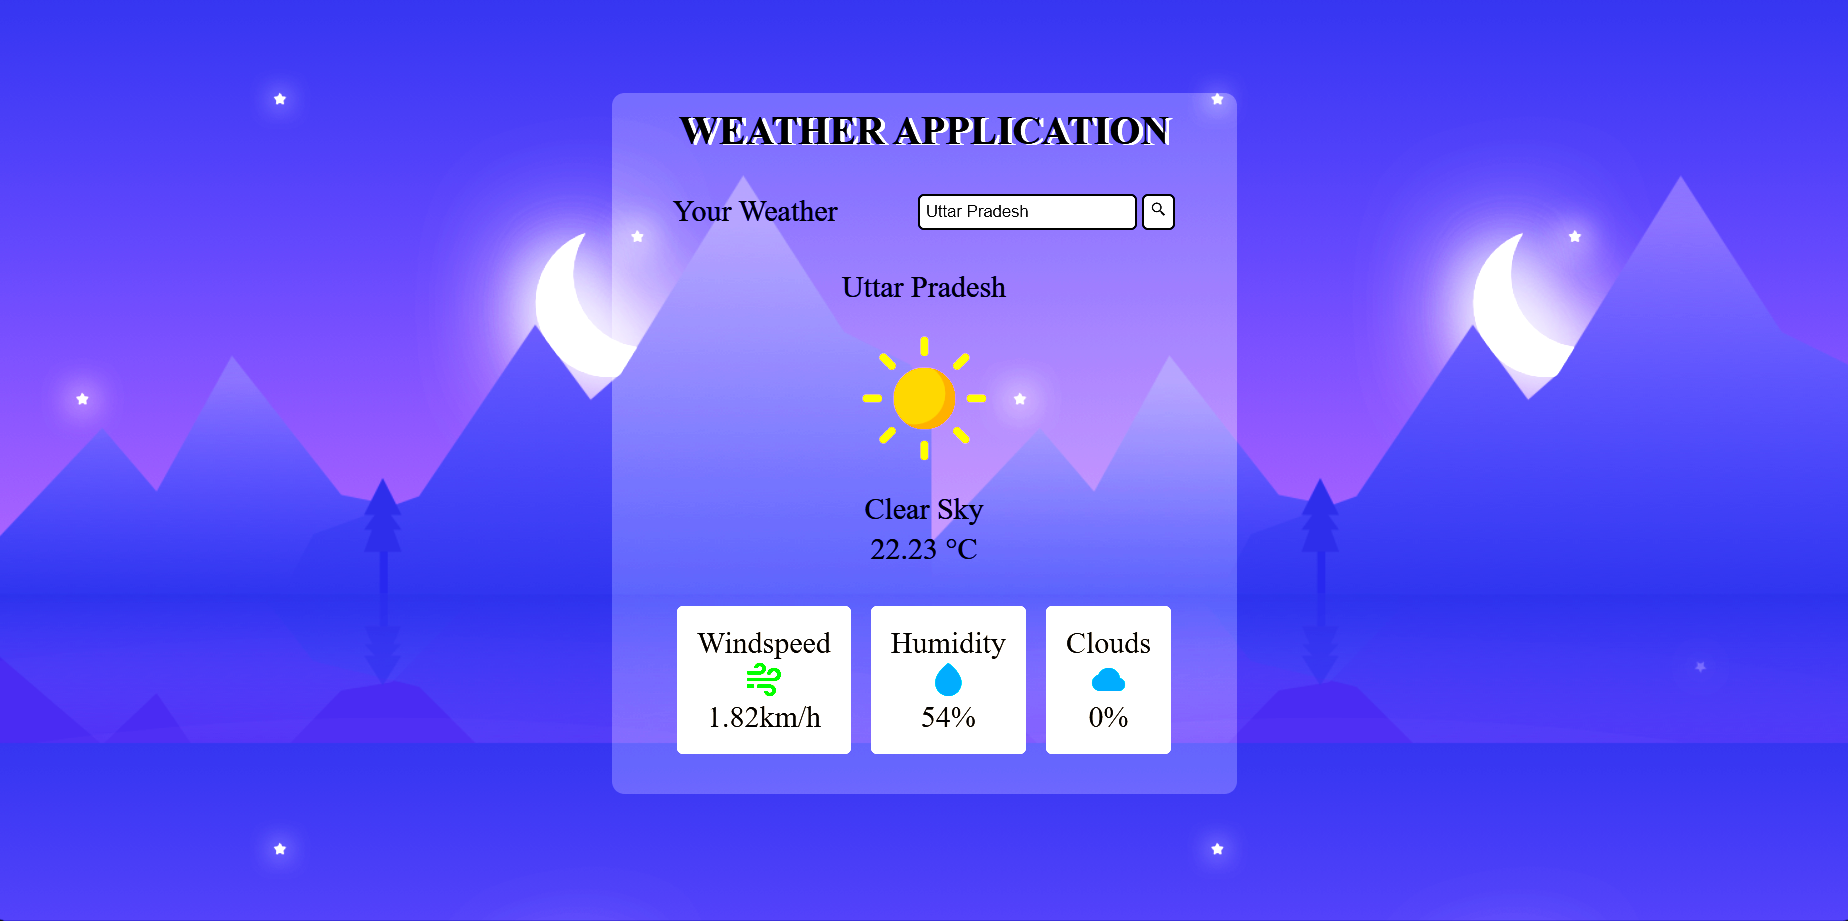 WEATHER APPLICATION
Your Weather Uttar Pradesh
Uttar Pradesh
Clear Sky
22.23 °C
Windspeed Humidity Clouds
1.82km/h 54% 0%